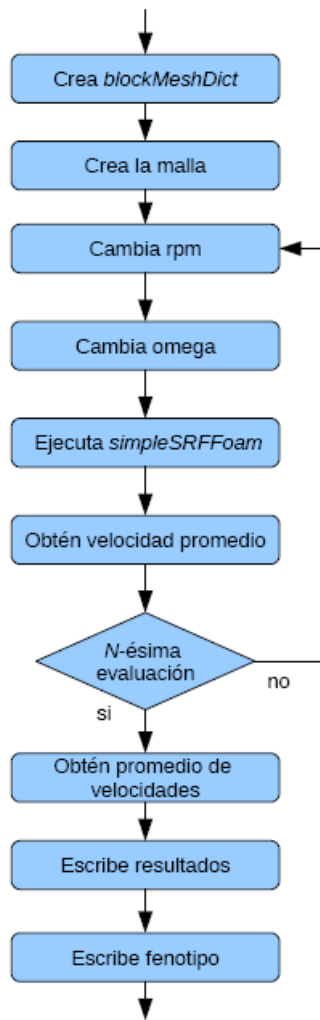 Crea blockMeshDict
Crea la malla
Cambia rpm
Cambia omega
Ejecuta simpleSRFFoam
Obtén velocidad promedio
N-ésima
evaluación
no
si
Obtén promedio de
velocidades
Escribe resultados
Escribe fenotipo